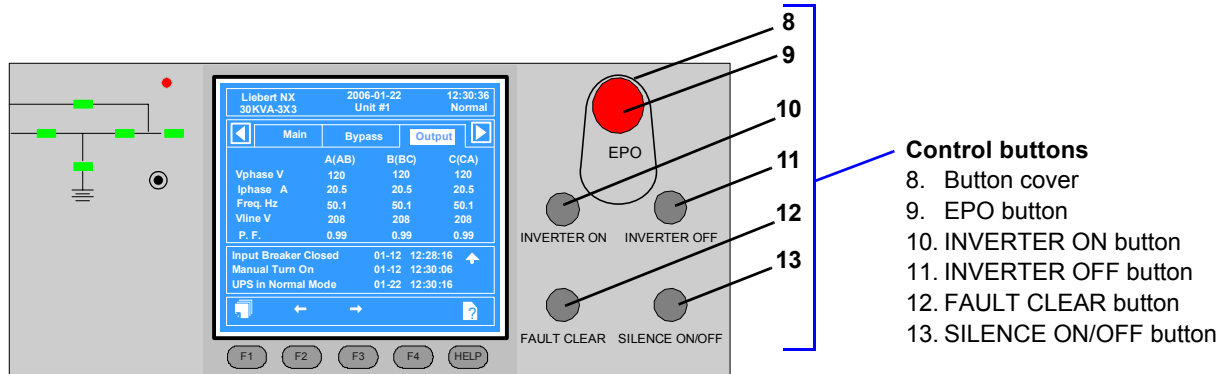 8
9
10
11
12
13
Liebert NX 2006-01-22 12:30:36
30KVA-3X3 Unit #1 Normal
Main Bypass Output
A(AB) B(BC) C(CA)
Vphase V 120 120 120
Iphase A 20.5 20.5 20.5
Freq. Hz 50.1 50.1 50.1
Vline V 208 208 208
P. F. 0.99 0.99 0.99
Input Breaker Closed 01-12 12:28:16
Manual Turn On 01-12 12:30:06
UPS in Normal Mode 01-22 12:30:16
?
F1 F2 F3 F4 HELP
EPO
INVERTER ON INVERTER OFF
FAULT CLEAR SILENCE ON/OFF
Control buttons
8. Button cover
9. EPO button
10. INVERTER ON button
11. INVERTER OFF button
12. FAULT CLEAR button
13. SILENCE ON/OFF button